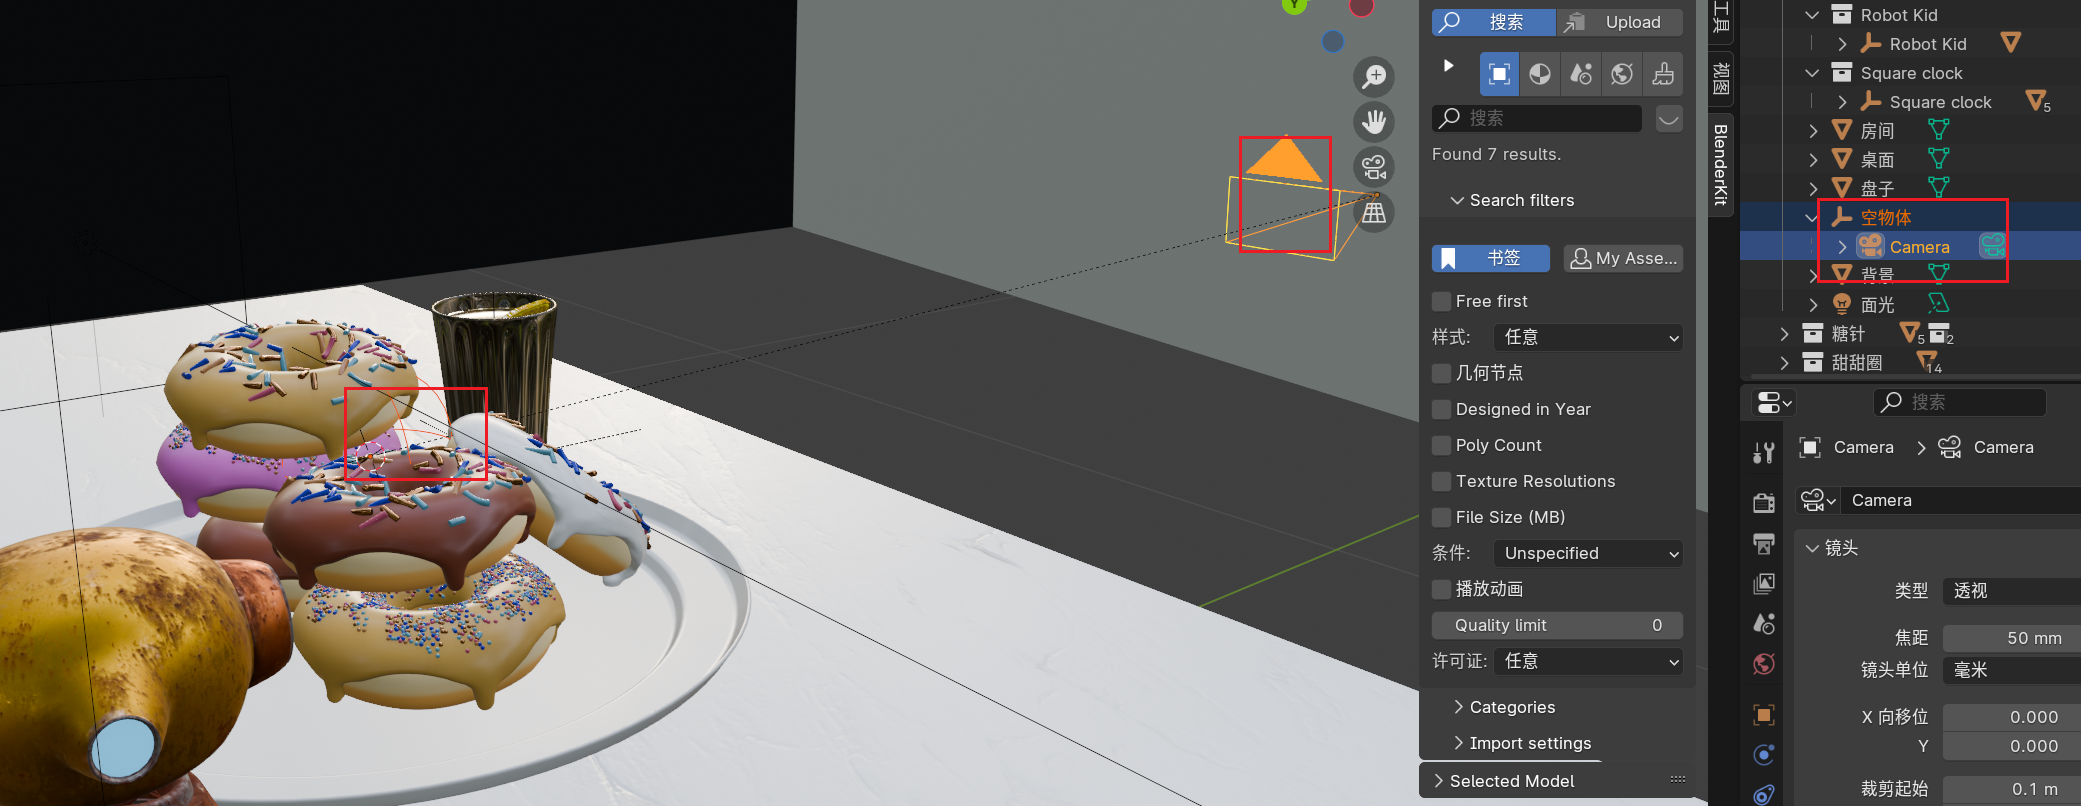 Y
搜索
Upload
搜索
Found 7 results.
Search filters
书签
My Asse...
Free first
样式:
任意
几何节点
Designed in Year
Poly Count
Texture Resolutions
File Size (MB)
条件:
Unspecified
播放动画
Quality limit
0
许可证:
任意
Categories
Import settings
Selected Model
工具
视图
BlenderKit
Robot Kid
Robot Kid
Square clock
Square clock
5
房间
桌面
盘子
空物体
Camera
背景
面光
糖针
5
2
甜甜圈
14
搜索
Camera
Camera
Camera
镜头
类型
透视
焦距
50 mm
镜头单位
毫米
X 向移位
0.000
Y
0.000
裁剪起始
0.1 m